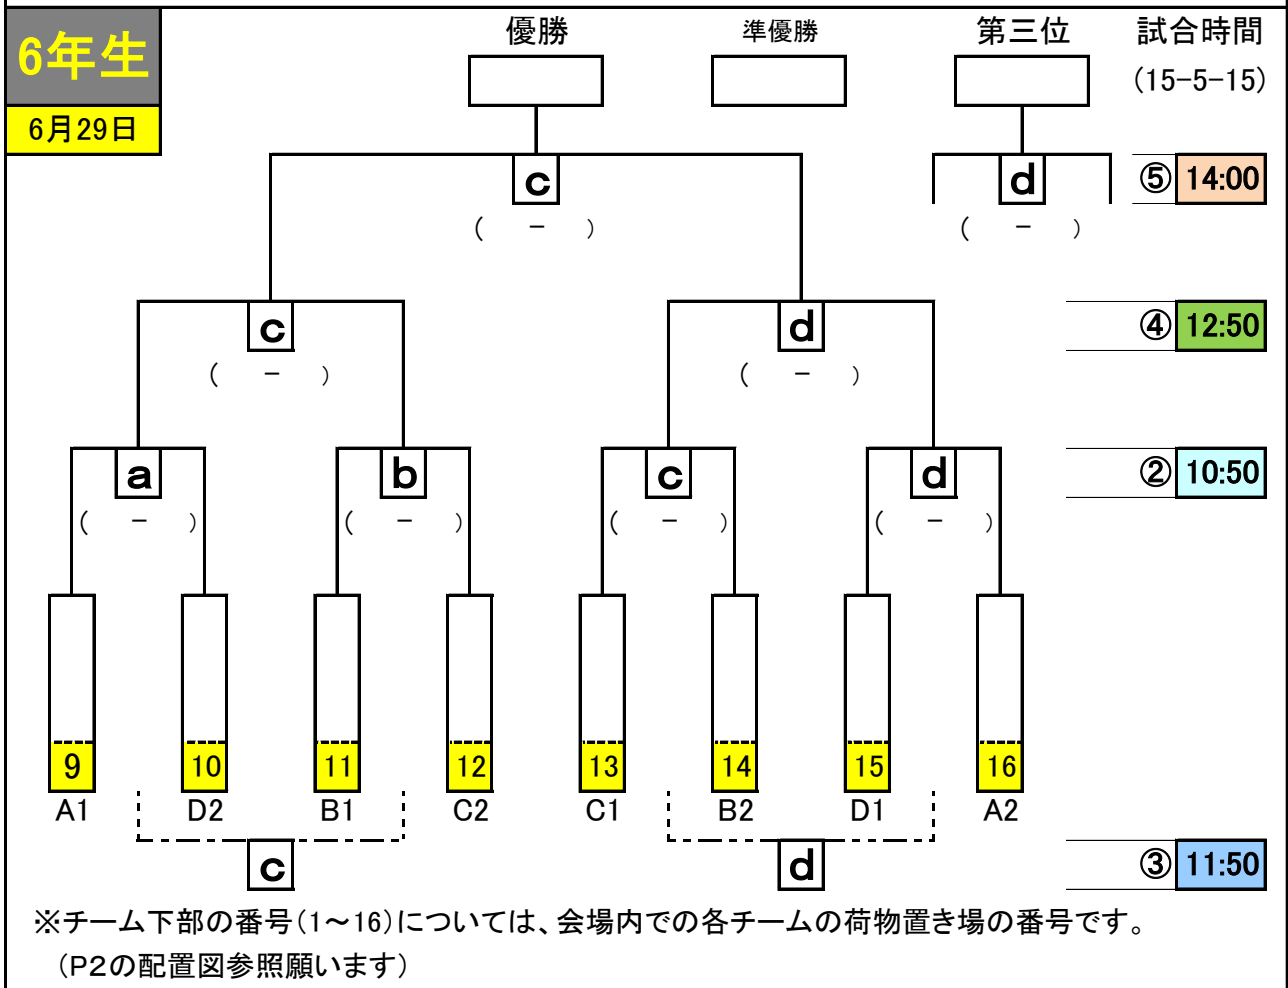 6年生
6月29日
優勝
準優勝
第三位
試合時間
(15-5-15)
c
d
⑤ 14:00
( - )
( - )
c
d
④ 12:50
( - )
( - )
a
b
c
d
② 10:50
( - )
( - )
( - )
( - )
9
10
11
12
13
14
15
16
A1
D2
B1
C2
C1
B2
D1
A2
c
d
③ 11:50
※チーム下部の番号(1～16)については、会場内での各チームの荷物置き場の番号です。
(P2の配置図参照願います)